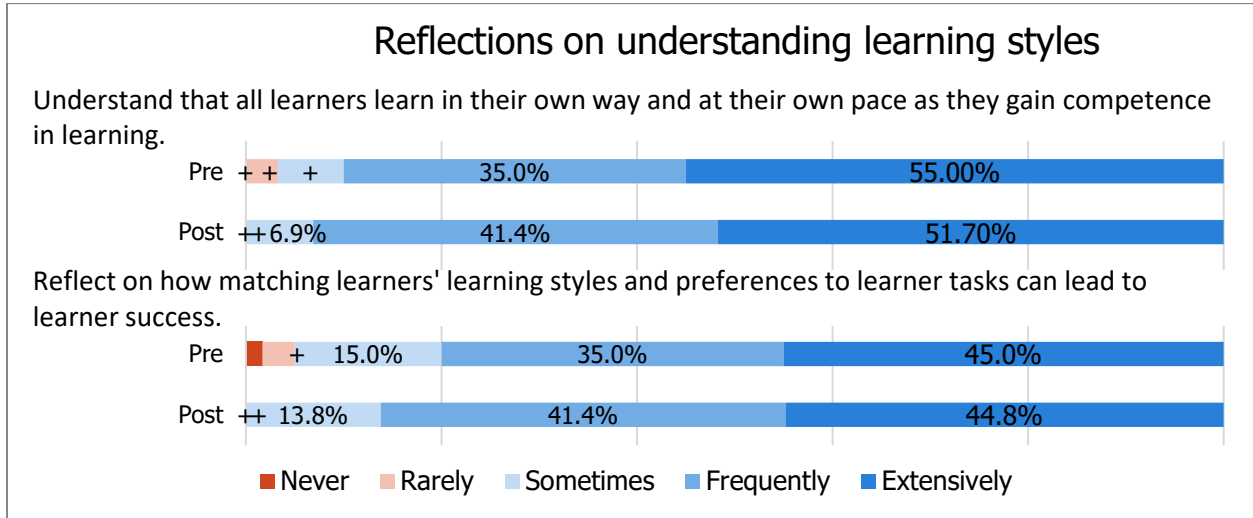 Reflections on understanding learning styles
Understand that all learners learn in their own way and at their own pace as they gain competence
in learning.
Pre + + + 35.0% 55.00%
Post ++ 6.9% 41.4% 51.70%
Reflect on how matching learners' learning styles and preferences to learner tasks can lead to
learner success.
Pre + 15.0% 35.0% 45.0%
Post ++ 13.8% 41.4% 44.8%
Never Rarely Sometimes Frequently Extensively